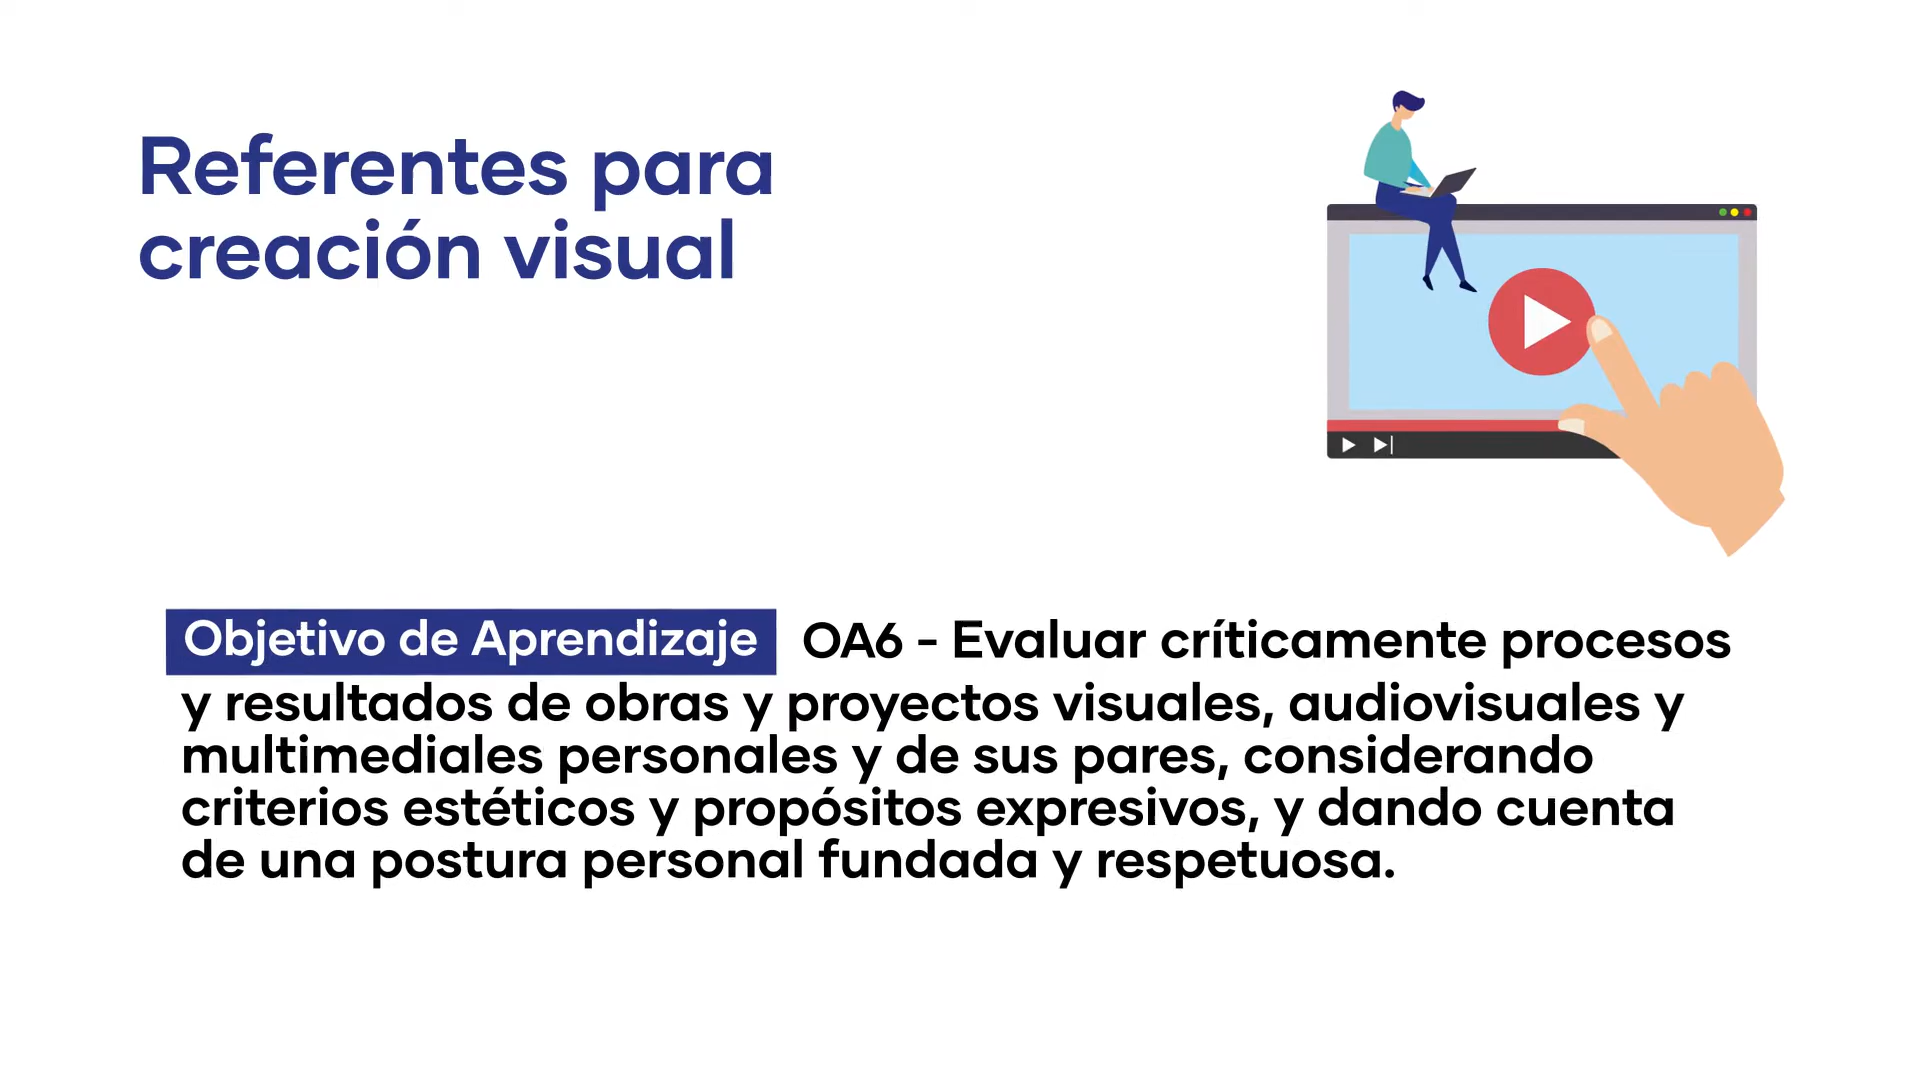 Referentes para
creación visual
Objetivo de Aprendizaje OA6 - Evaluar críticamente procesos
y resultados de obras y proyectos visuales, audiovisuales y
multimediales personales y de sus pares, considerando
criterios estéticos y propósitos expresivos, y dando cuenta
de una postura personal fundada y respetuosa.